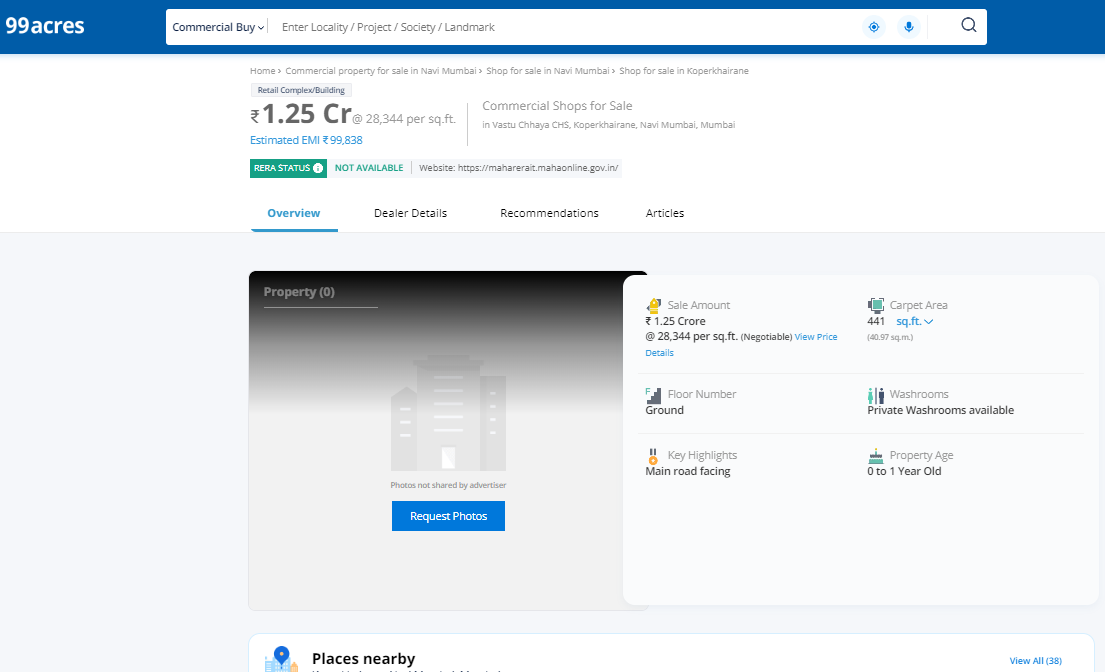 99acres
Commercial Buy
Enter Locality / Project / Society / Landmark
Home › Commercial property for sale in Navi Mumbai › Shop for sale in Navi Mumbai › Shop for sale in Koperkhairane
Retail Complex/Building
₹ 1.25 Cr @ 28,344 per sq.ft.
Estimated EMI ₹ 99,838
Commercial Shops for Sale
in Vastu Chhaya CHS, Koperkhairane, Navi Mumbai, Mumbai
RERA STATUS i NOT AVAILABLE Website: https://maharerait.mahaonline.gov.in/
Overview Dealer Details Recommendations Articles
Property (0)
Photos not shared by advertiser
Request Photos
Sale Amount
₹ 1.25 Crore
@ 28,344 per sq.ft. (Negotiable) View Price
Details
Carpet Area
441 sq.ft.
(40.97 sq.m.)
F
Floor Number
Ground
Washrooms
Private Washrooms available
Key Highlights
Main road facing
Property Age
0 to 1 Year Old
Places nearby
View All (38)